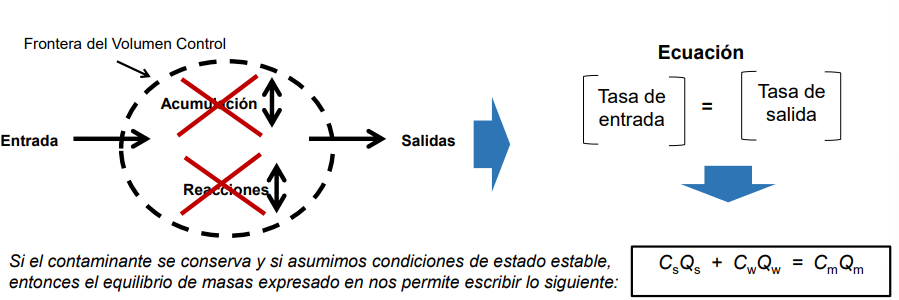 Frontera del Volumen Control
Acumulación
Entrada
Salidas
Reacciones
Ecuación
Tasa de
entrada
=
Tasa de
salida
Si el contaminante se conserva y si asumimos condiciones de estado estable,
entonces el equilibrio de masas expresado en nos permite escribir lo siguiente:
CsQs + CwQw = CmQm